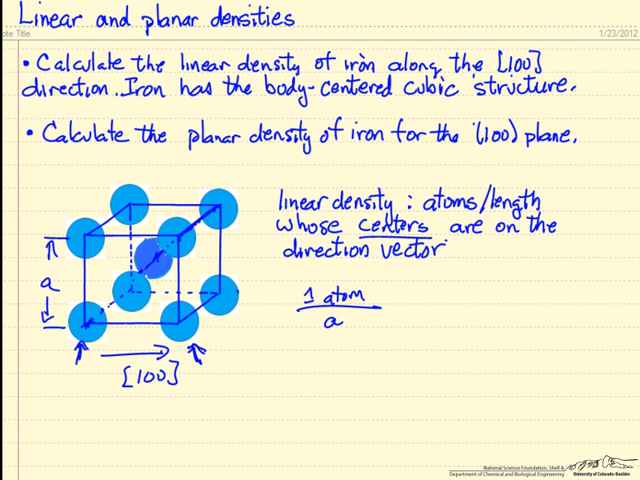 Linear and planar densities
ote Title
1/23/2012
• Calculate the linear density of iron along the [100]
direction. Iron has the body-centered cubic structure.
• Calculate the planar density of iron for the (100) plane.
linear density : atoms/length
whose centers are on the
direction vector
a
1 atom
a
[100]
National Science Foundation, Shell &
Department of Chemical and Biological Engineering
University of Colorado Boulder